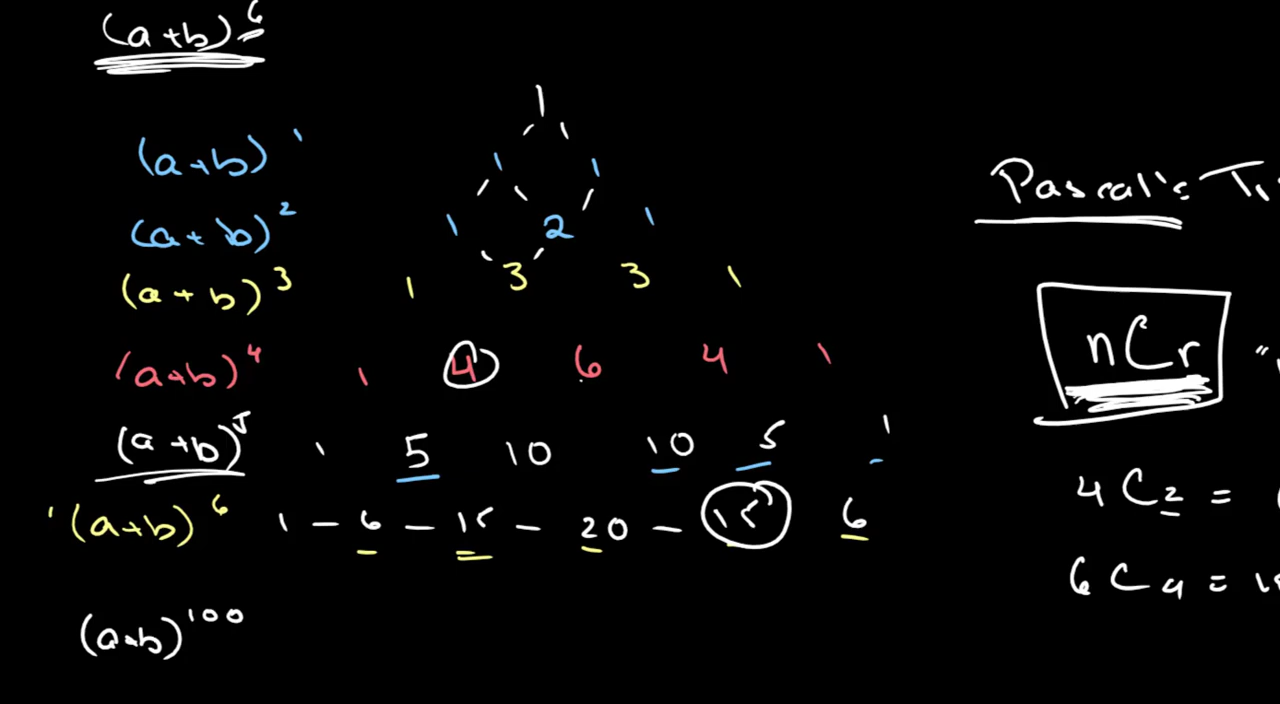 (a+b)^6
1
(a+b)^1 1 1
Pascal's
(a+b)^2 1 2 1
(a+b)^3 1 3 3 1
nCr
(a+b)^4 1 4 6 4 1
(a+b)^5 1 5 10 10 5 1
4C2 =
(a+b)^6 1 - 6 - 15 - 20 - 15 6
6C4 =
(a+b)^100